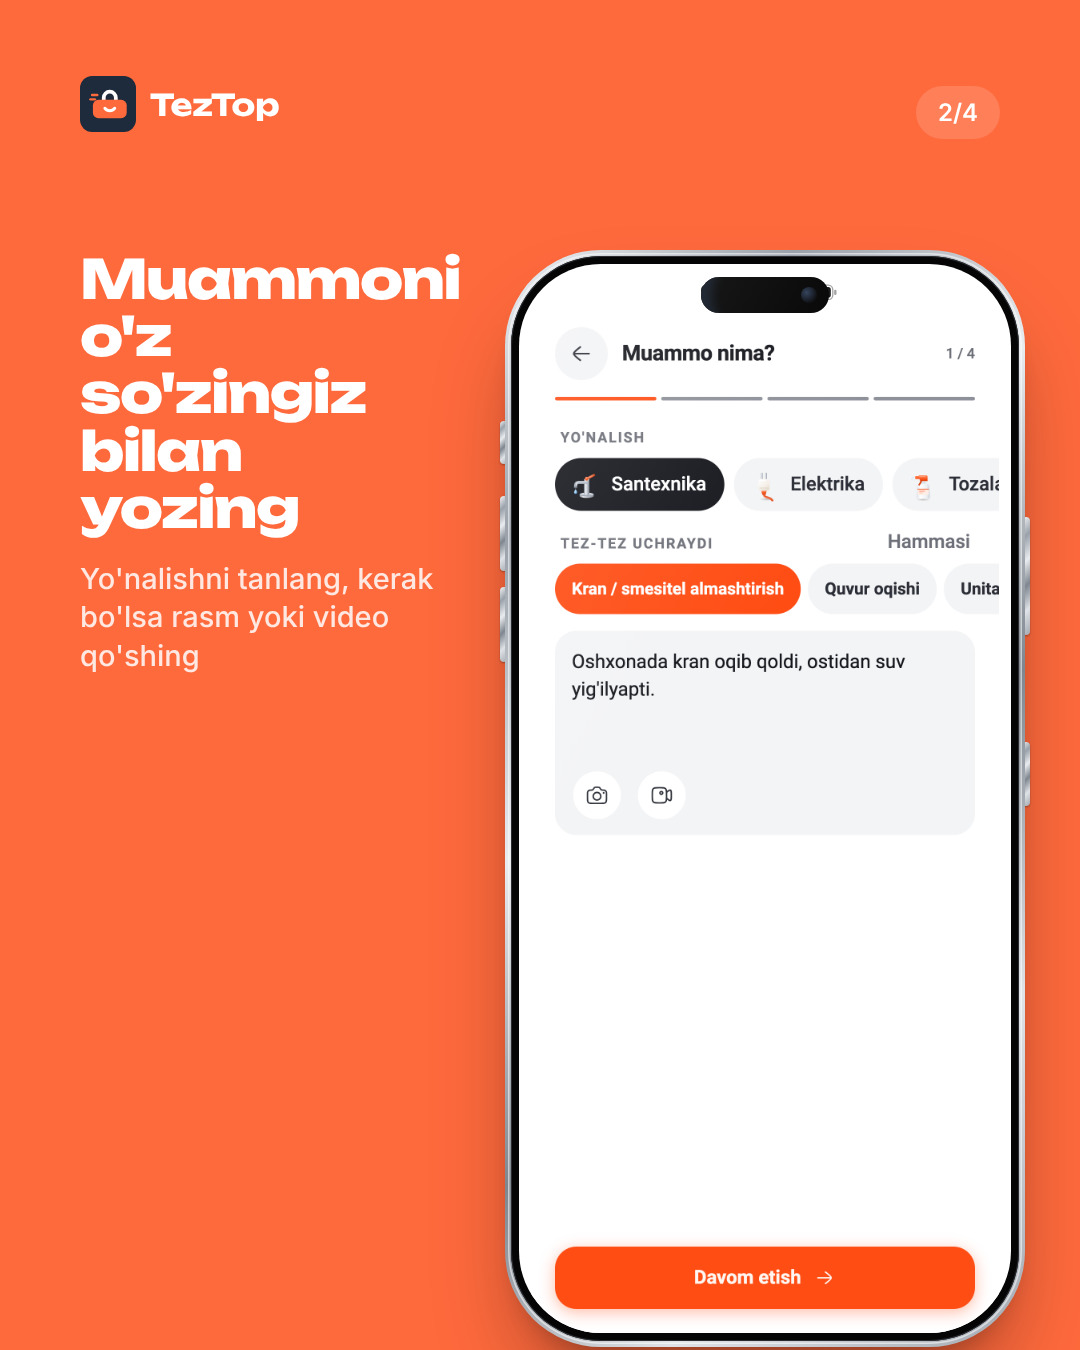 TezTop
2/4
Muammoni
o'z
so'zingiz
bilan
yozing
Yo'nalishni tanlang, kerak
bo'lsa rasm yoki video
qo'shing
Muammo nima?
1 / 4
YO'NALISH
Santexnika
Elektrika
TEZ-TEZ UCHRAYDI
Hammasi
Kran / smesitel almashtirish
Quvur oqishi
Oshxonada kran oqib qoldi, ostidan suv
yig'ilyapti.
Davom etish